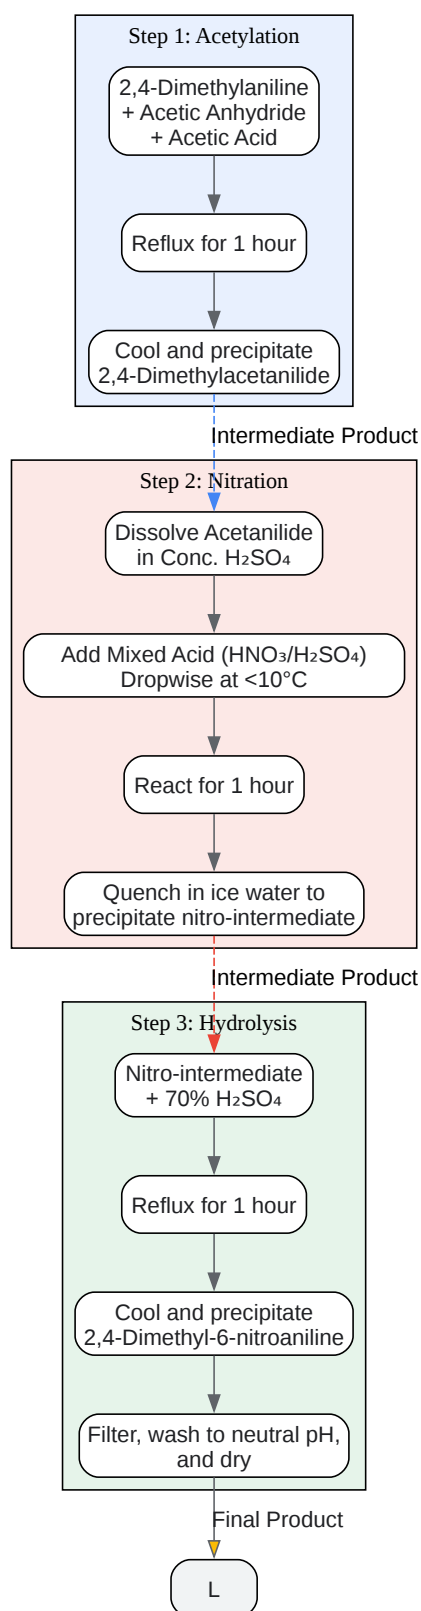 Step 1: Acetylation
2,4-Dimethylaniline
+ Acetic Anhydride
+ Acetic Acid
Reflux for 1 hour
Cool and precipitate
2,4-Dimethylacetanilide
Intermediate Product
Step 2: Nitration
Dissolve Acetanilide
in Conc. H₂SO₄
Add Mixed Acid (HNO₃/H₂SO₄)
Dropwise at <10°C
React for 1 hour
Quench in ice water to
precipitate nitro-intermediate
Intermediate Product
Step 3: Hydrolysis
Nitro-intermediate
+ 70% H₂SO₄
Reflux for 1 hour
Cool and precipitate
2,4-Dimethyl-6-nitroaniline
Filter, wash to neutral pH,
and dry
Final Product
L